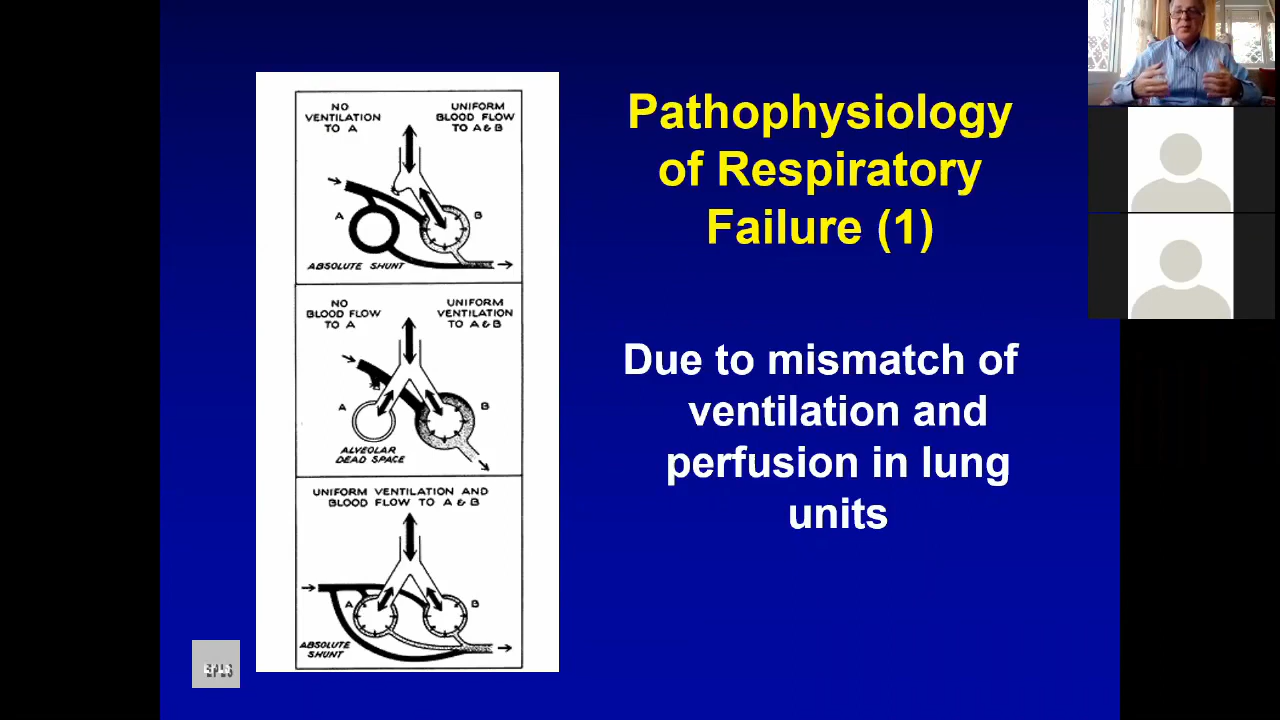 NO
VENTILATION
TO A
UNIFORM
BLOOD FLOW
TO A & B
A
B
ABSOLUTE SHUNT
NO
BLOOD FLOW
TO A
UNIFORM
VENTILATION
TO A & B
A
B
ALVEOLAR
DEAD SPACE
UNIFORM VENTILATION AND
BLOOD FLOW TO A & B
A
B
ABSOLUTE
SHUNT
Pathophysiology
of Respiratory
Failure (1)
Due to mismatch of
ventilation and
perfusion in lung
units